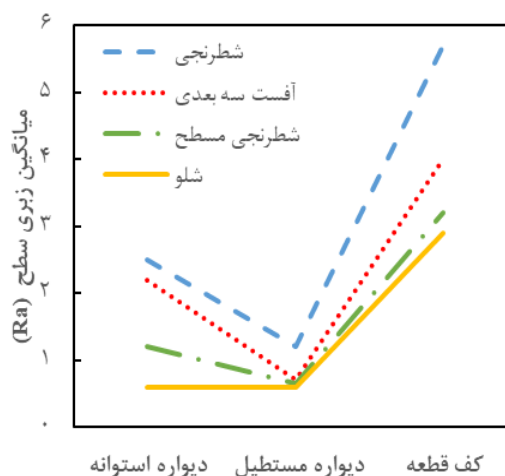 ۶
۵
۴
۳
۲
۱
۰
میانگین زبری سطح (Ra)
شطرنجی
آفست سه بعدی
شطرنجی مسطح
شلو
دیواره استوانه
دیواره مستطیل
کف قطعه